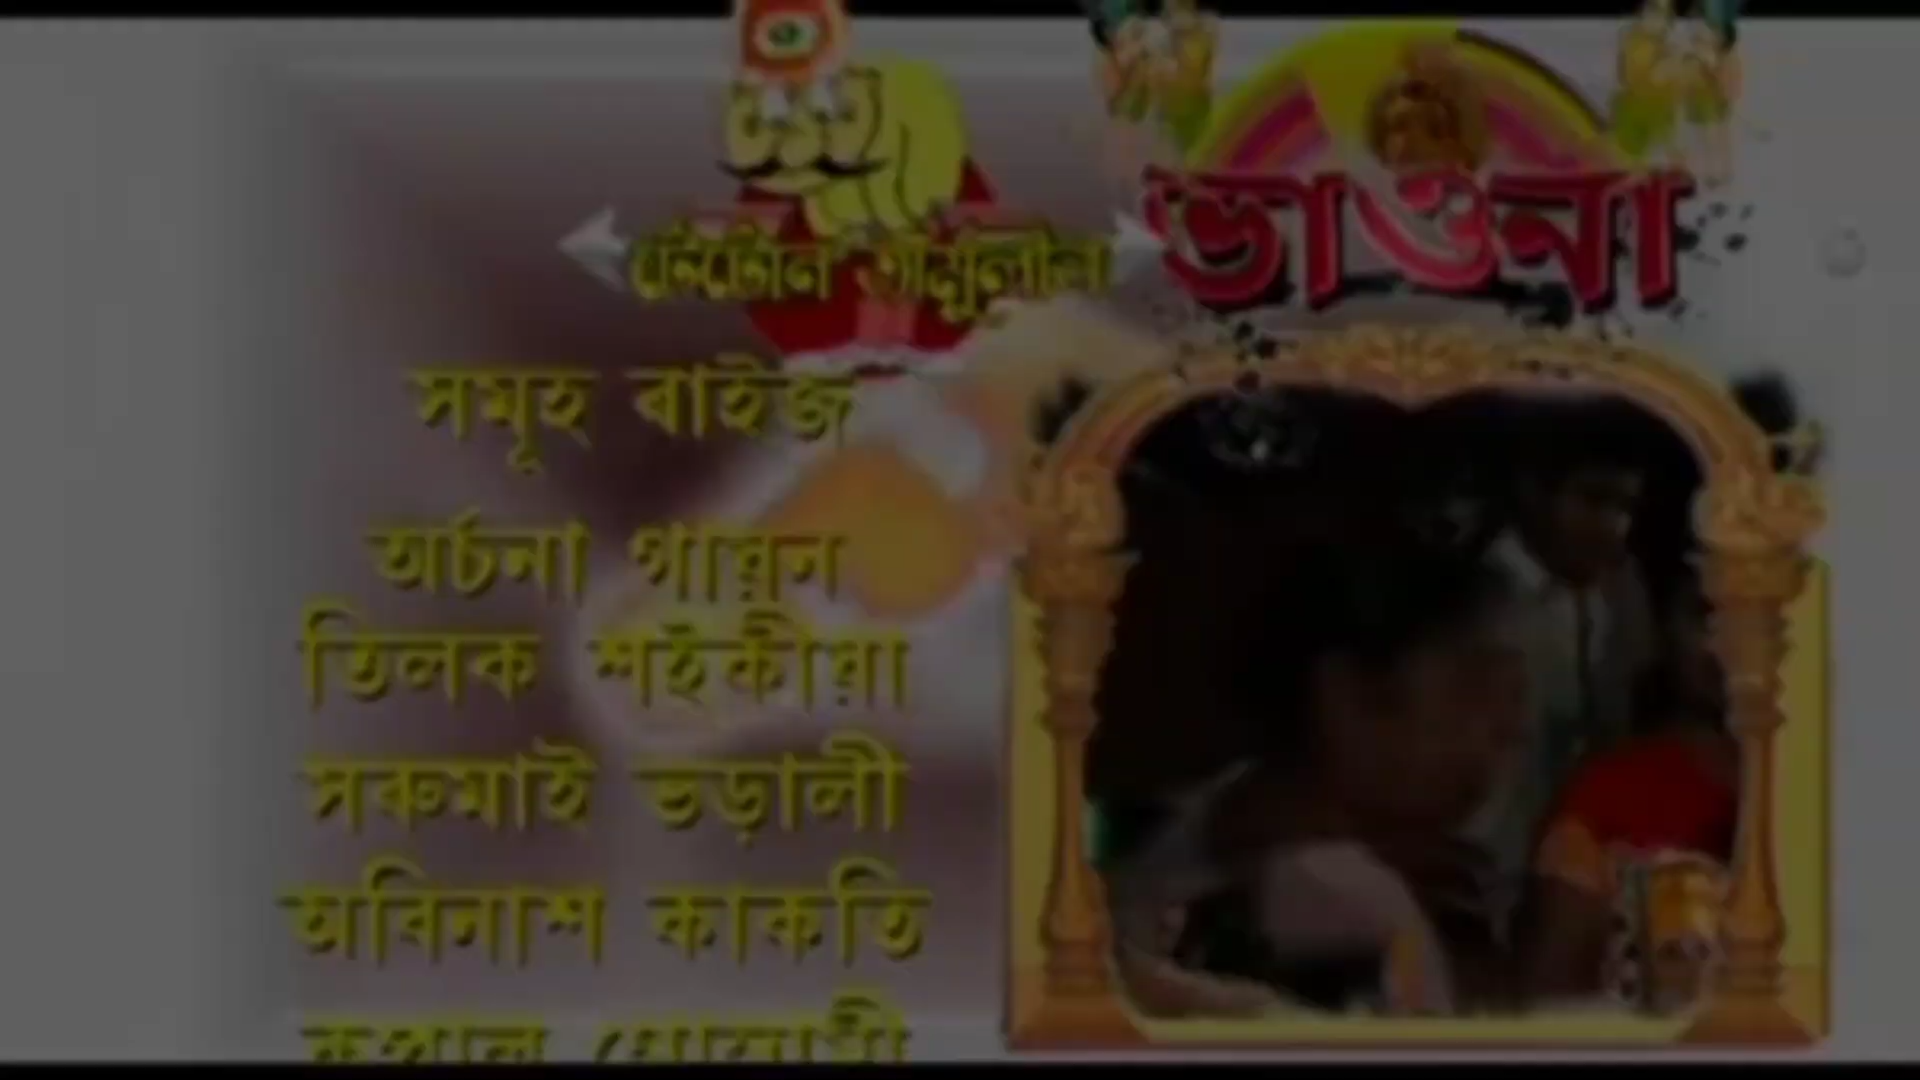 ভাওনা
টেটোন তামুলীৰ
সমূহ ৰাইজ
অৰ্চনা গায়ন
তিলক শইকীয়া
সৰুমাই ভড়ালী
অবিনাশ কাকতি